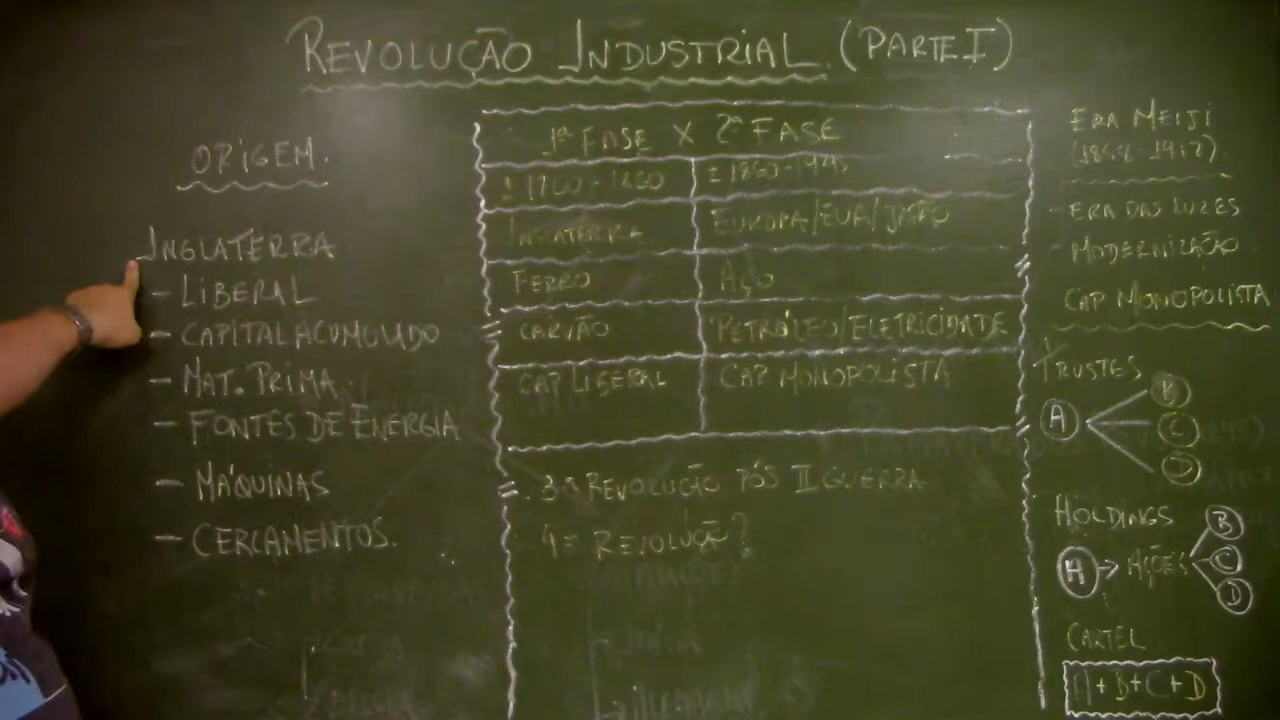 REVOLUÇÃO INDUSTRIAL (PARTE I)
ORIGEM.
INGLATERRA
- LIBERAL
- CAPITAL ACUMULADO
- MAT. PRIMA
- FONTES DE ENERGIA
- MÁQUINAS
- CERCAMENTOS.
1ª FASE X 2ª FASE
± 1760 - 1860 ± 1860 - 1945
INGLATERRA EUROPA/EUA/JAPÃO
FERRO AÇO
CARVÃO PETRÓLEO/ELETRICIDADE
CAP LIBERAL CAP MONOPOLISTA
3ª REVOLUÇÃO PÓS II GUERRA
4ª REVOLUÇÃO?
ERA MEIJI
(1868 - 1912)
- ERA DAS LUZES
- MODERNIZAÇÃO
CAP MONOPOLISTA
TRUSTES
A B
C
D
HOLDINGS
A → AÇÕES B
C
D
CARTEL
A + B + C + D